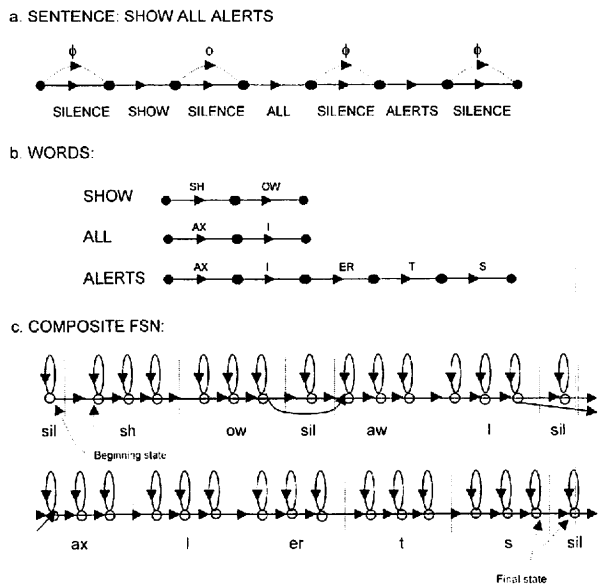 a. SENTENCE: SHOW ALL ALERTS
ϕ ο ϕ ϕ
SILENCE SHOW SILENCE ALL SILENCE ALERTS SILENCE
b. WORDS:
SH OW
SHOW
AX I
ALL
AX I ER T S
ALERTS
c. COMPOSITE FSN:
sil sh ow sil aw l sil
Beginning state
ax l er t s sil
Final state